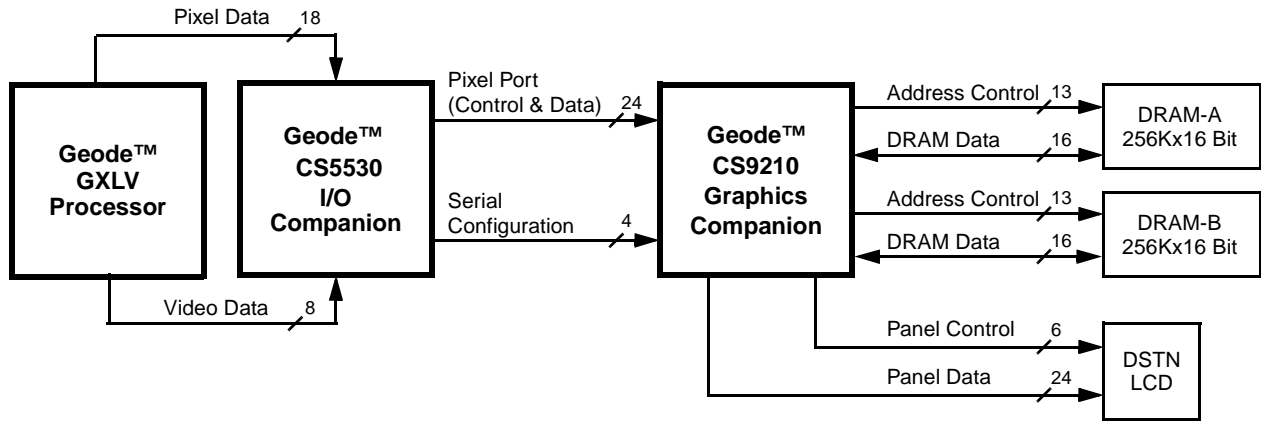 Pixel Data 18
Geode™
GXLV
Processor
Video Data 8
Geode™
CS5530
I/O
Companion
Pixel Port
(Control & Data) 24
Serial
Configuration 4
Geode™
CS9210
Graphics
Companion
Address Control 13
DRAM Data 16
DRAM-A
256Kx16 Bit
Address Control 13
DRAM Data 16
DRAM-B
256Kx16 Bit
Panel Control 6
Panel Data 24
DSTN
LCD